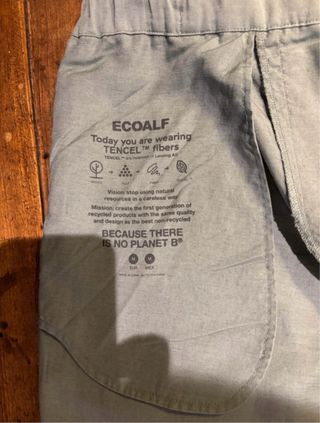 ECOALF
Today you are wearing
TENCEL™ fibers
TENCEL™ is a trademark of Lenzing AG
Vision stop using natural
resources in a careless way
Mission: create the first generation of
recycled products with the same quality
and design as the best non-recycled
BECAUSE THERE
IS NO PLANET B®
M M
EUR MEX